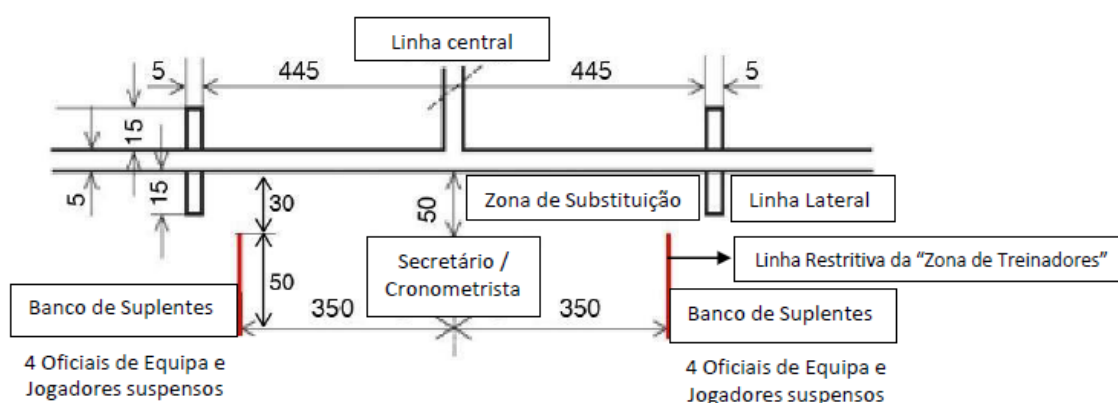 Linha central
5
445
445
5
15
5
15
30
50
Zona de Substituição
Linha Lateral
50
Secretário /
Cronometrista
Linha Restritiva da “Zona de Treinadores”
Banco de Suplentes
350
350
Banco de Suplentes
4 Oficiais de Equipa e
Jogadores suspensos
4 Oficiais de Equipa e
Jogadores suspensos